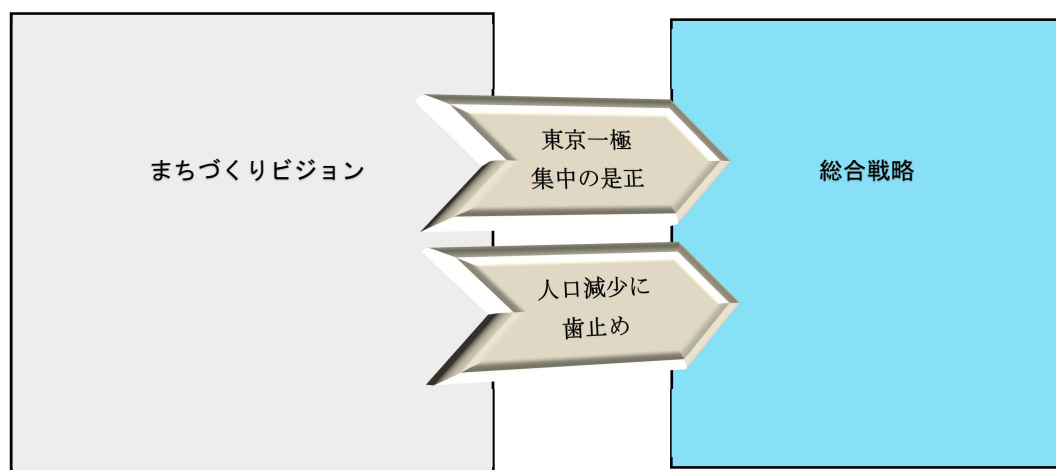 まちづくりビジョン
東京一極
集中の是正
人口減少に
歯止め
総合戦略